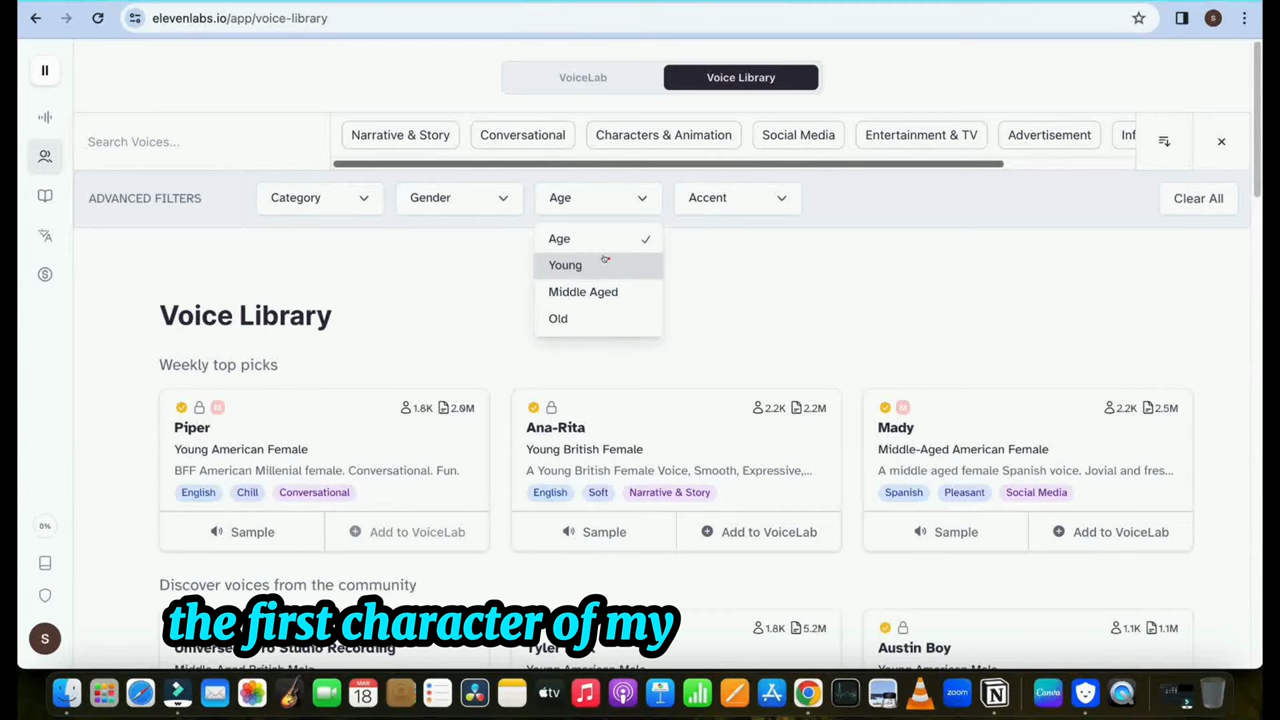 elevenlabs.io/app/voice-library
S
VoiceLab
Voice Library
Search Voices...
Narrative & Story
Conversational
Characters & Animation
Social Media
Entertainment & TV
Advertisement
Inf
ADVANCED FILTERS
Category
Gender
Age
Accent
Clear All
Age
Young
Middle Aged
Old
Voice Library
Weekly top picks
M
1.8K
2.0M
Piper
Young American Female
BFF American Millenial female. Conversational. Fun.
English
Chill
Conversational
Sample
Add to VoiceLab
2.2K
2.2M
Ana-Rita
Young British Female
A Young British Female Voice, Smooth, Expressive,...
English
Soft
Narrative & Story
Sample
Add to VoiceLab
M
2.2K
2.5M
Mady
Middle-Aged American Female
A middle aged female Spanish voice. Jovial and fres...
Spanish
Pleasant
Social Media
Sample
Add to VoiceLab
0%
Discover voices from the community
the first character of my
1.8K
5.2M
1.1K
1.1M
Austin Boy
S
MAR
18
tv
zoom
Canva